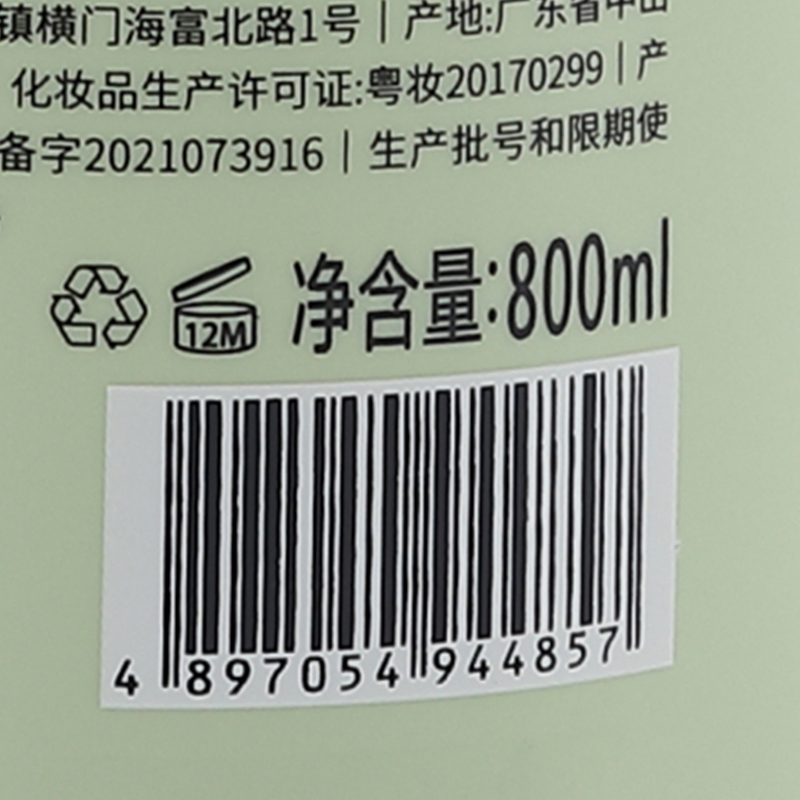 镇横门海富北路1号 | 产地:广东省中山
化妆品生产许可证:粤妆20170299 | 产
备字2021073916 | 生产批号和限期使
12M 净含量:800ml
4 897054 944857